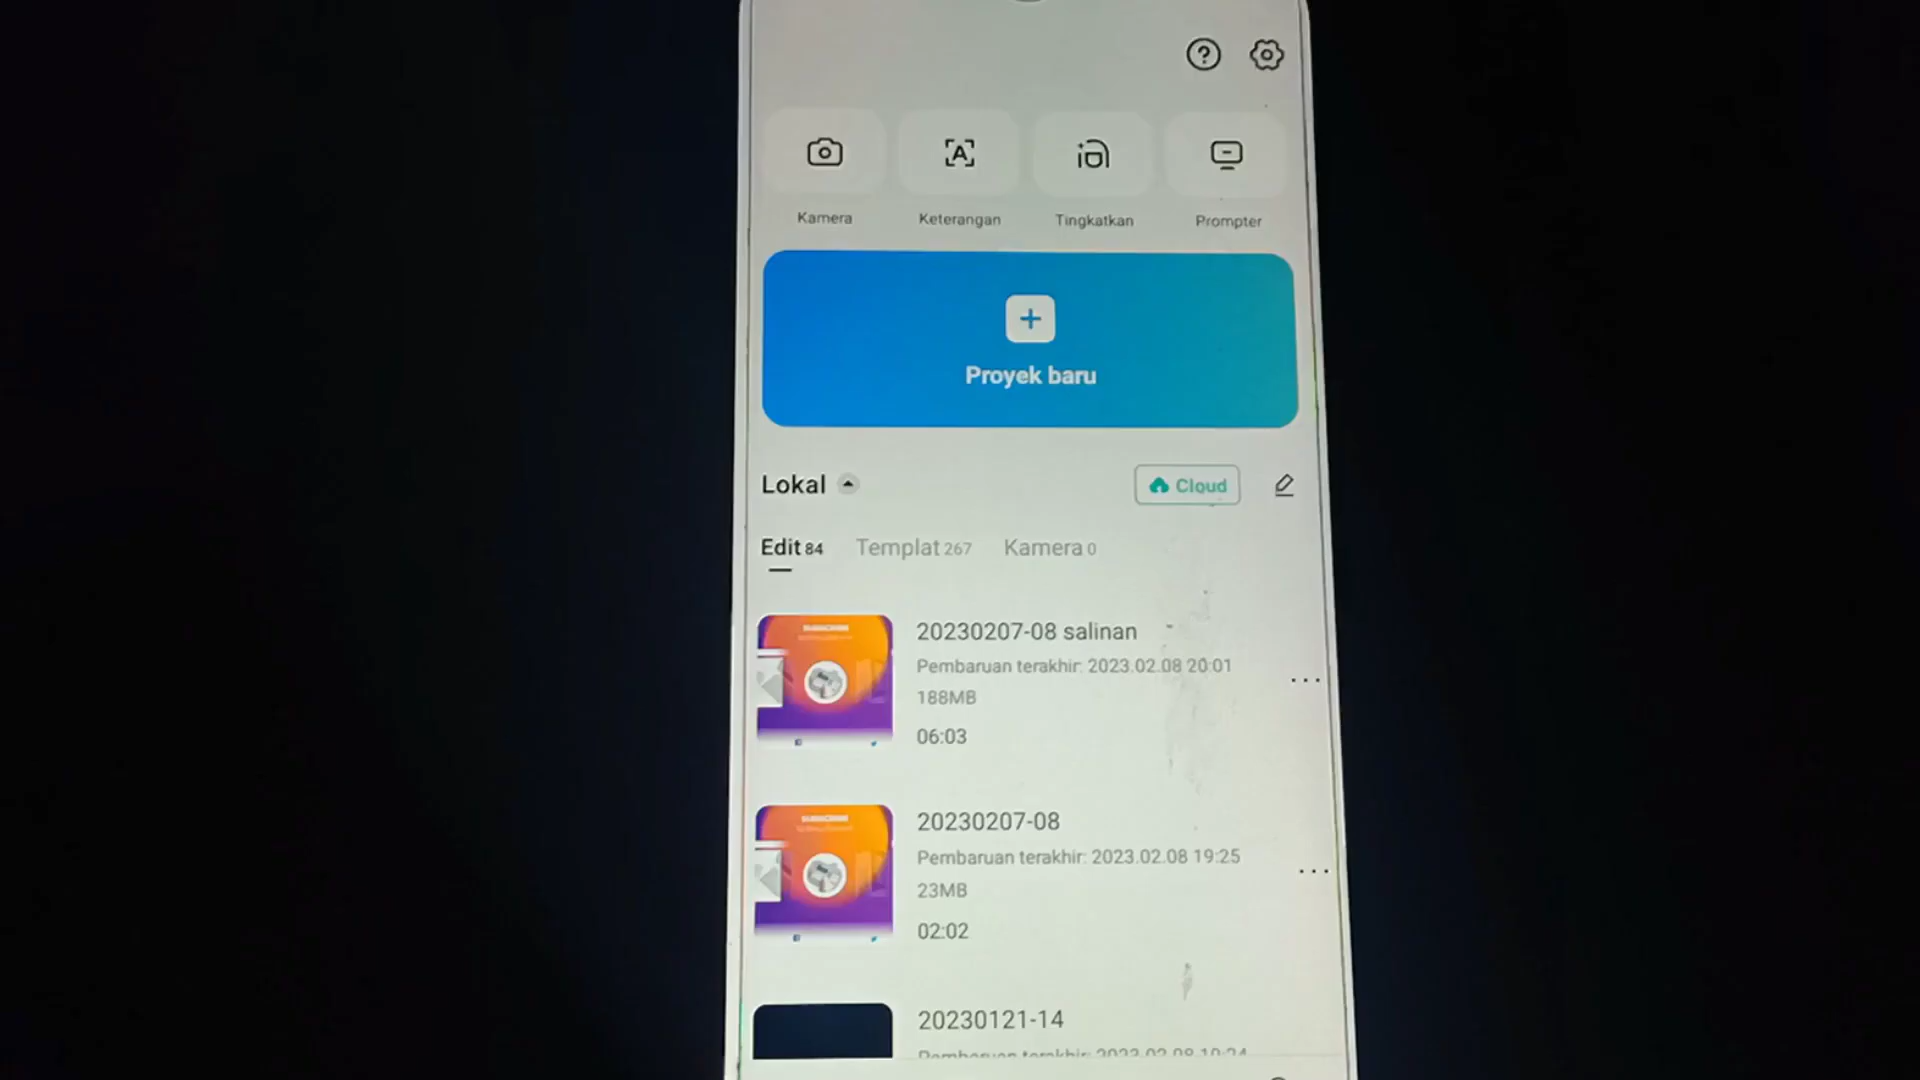 Kamera Keterangan Tingkatkan Prompter
Proyek baru
Lokal Cloud
Edit 84 Templat 267 Kamera 0
20230207-08 salinan
Pembaruan terakhir: 2023.02.08 20:01
188MB
06:03
20230207-08
Pembaruan terakhir: 2023.02.08 19:25
23MB
02:02
20230121-14
Pembaruan terakhir: